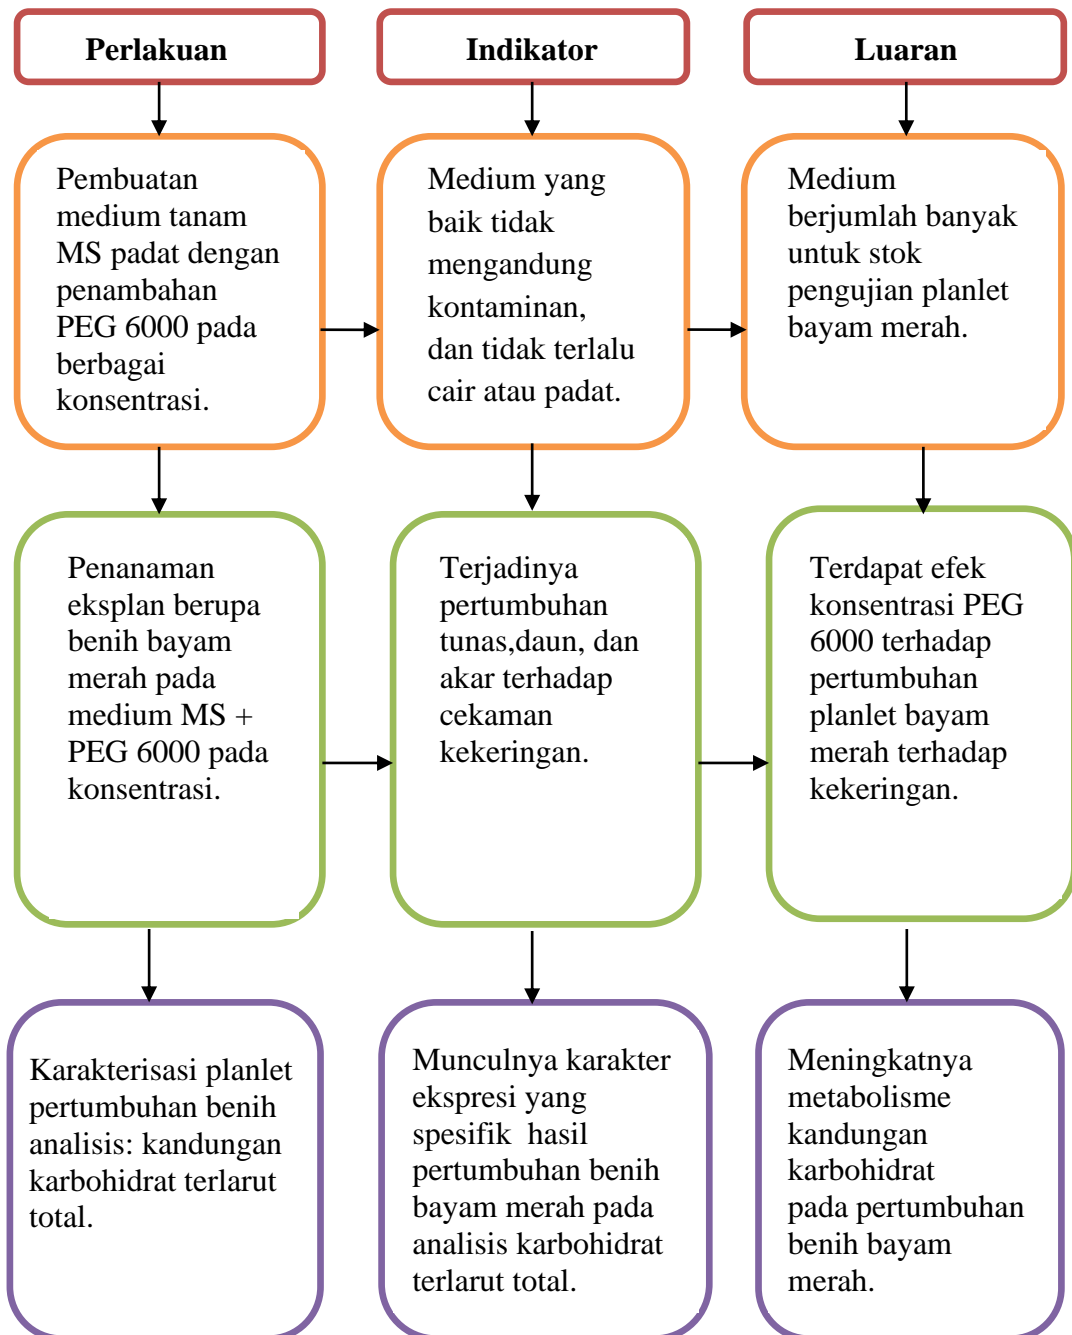 Perlakuan
Indikator
Luaran
Pembuatan
medium tanam
MS padat dengan
penambahan
PEG 6000 pada
berbagai
konsentrasi.
Medium yang
baik tidak
mengandung
kontaminan,
dan tidak terlalu
cair atau padat.
Medium
berjumlah banyak
untuk stok
pengujian planlet
bayam merah.
Penanaman
eksplan berupa
benih bayam
merah pada
medium MS +
PEG 6000 pada
konsentrasi.
Terjadinya
pertumbuhan
tunas,daun, dan
akar terhadap
cekaman
kekeringan.
Terdapat efek
konsentrasi PEG
6000 terhadap
pertumbuhan
planlet bayam
merah terhadap
kekeringan.
Karakterisasi planlet
pertumbuhan benih
analisis: kandungan
karbohidrat terlarut
total.
Munculnya karakter
ekspresi yang
spesifik  hasil
pertumbuhan benih
bayam merah pada
analisis karbohidrat
terlarut total.
Meningkatnya
metabolisme
kandungan
karbohidrat
pada pertumbuhan
benih bayam
merah.